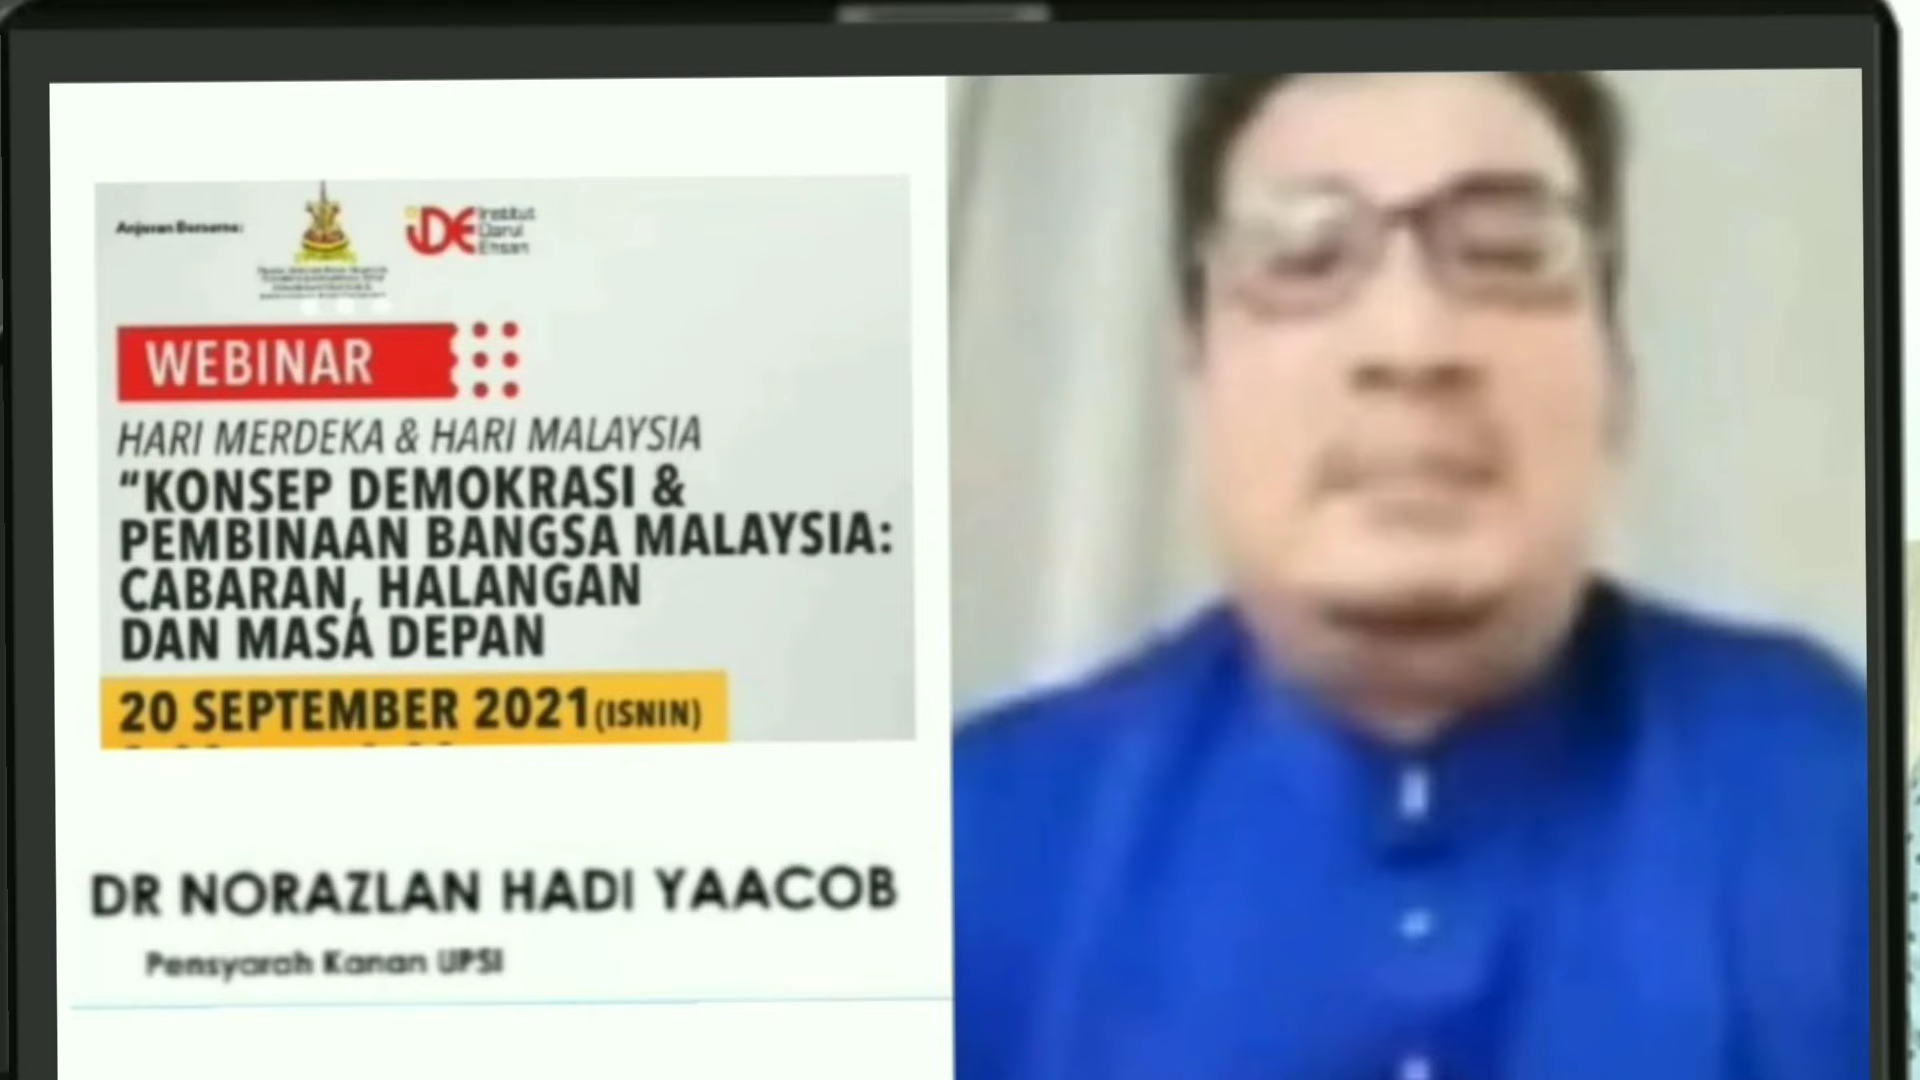 Anjuran Bersama:
Institut
Darul
Ehsan
WEBINAR
HARI MERDEKA & HARI MALAYSIA
“KONSEP DEMOKRASI &
PEMBINAAN BANGSA MALAYSIA:
CABARAN, HALANGAN
DAN MASA DEPAN
20 SEPTEMBER 2021 (ISNIN)
DR NORAZLAN HADI YAACOB
Pensyarah Kanan UPSI